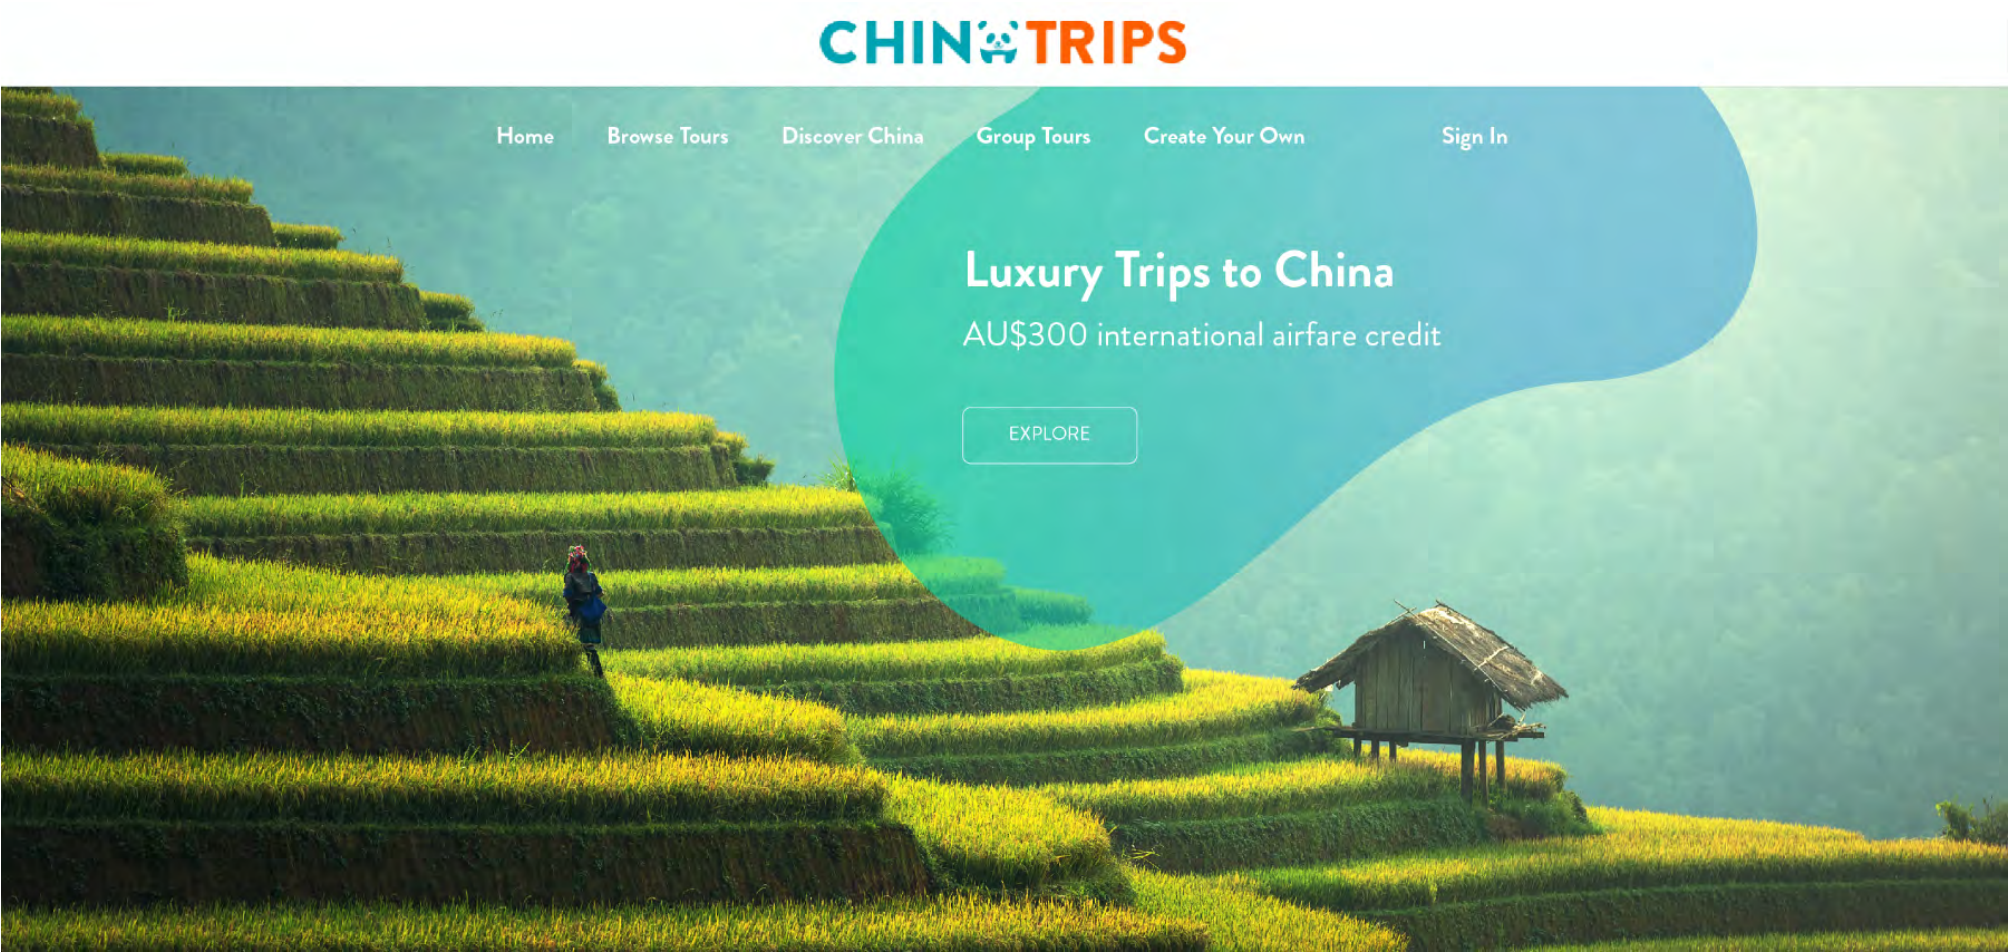 CHINATRIPS
Home Browse Tours Discover China Group Tours Create Your Own Sign In
Luxury Trips to China
AU$300 international airfare credit
EXPLORE